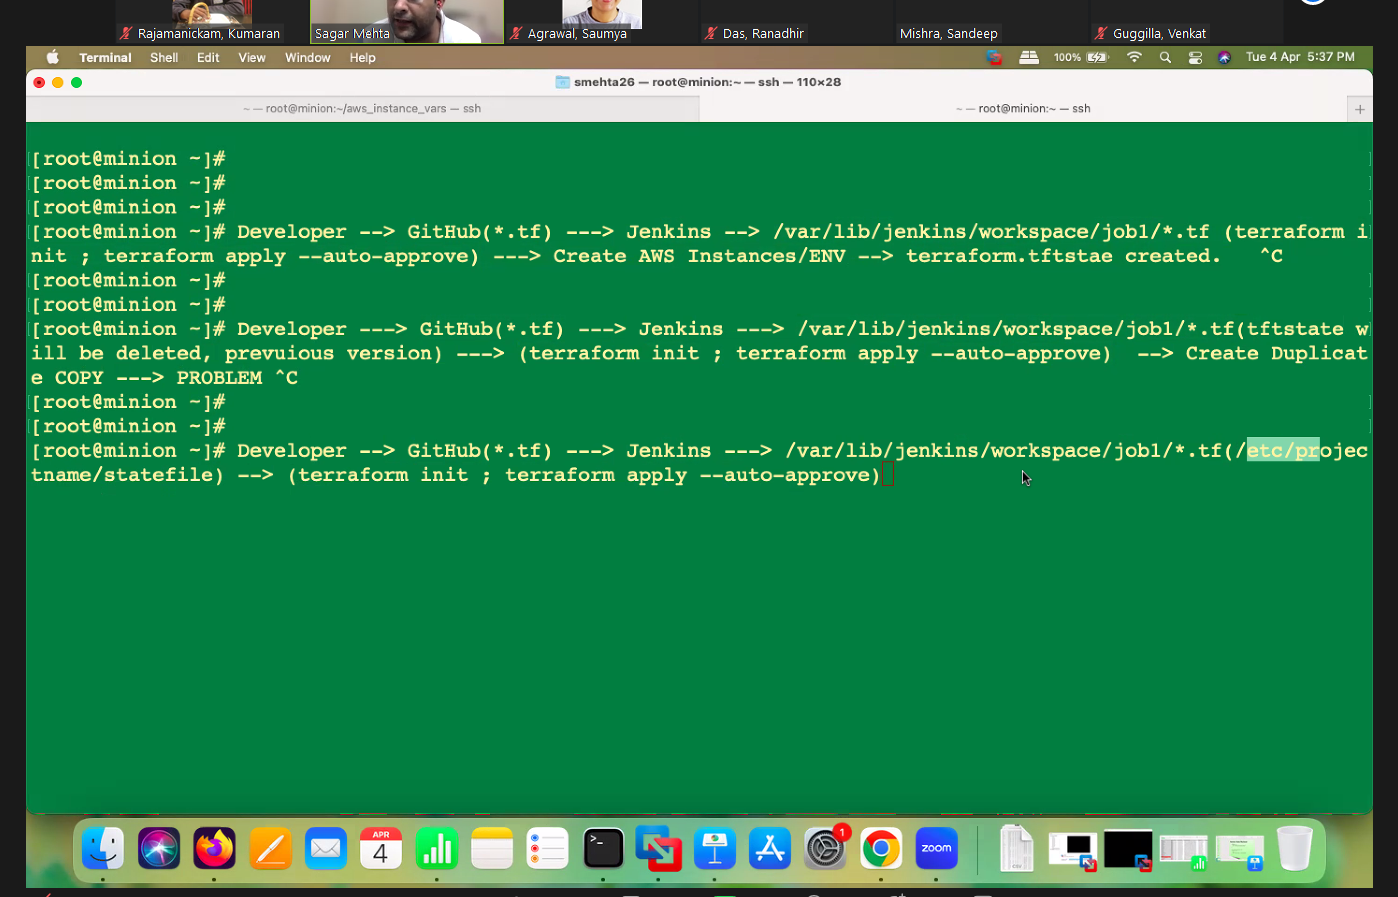 Rajamanickam, Kumaran
Sagar Mehta
Agrawal, Saumya
Das, Ranadhir
Mishra, Sandeep
Guggilla, Venkat
Terminal Shell Edit View Window Help 100% Tue 4 Apr 5:37 PM
smehta26 — root@minion:~ — ssh — 110×28
~ — root@minion:~/aws_instance_vars — ssh
~ — root@minion:~ — ssh +
[root@minion ~]#
[root@minion ~]#
[root@minion ~]#
[root@minion ~]# Developer --> GitHub(*.tf) ---> Jenkins --> /var/lib/jenkins/workspace/job1/*.tf (terraform i
nit ; terraform apply --auto-approve) ---> Create AWS Instances/ENV --> terraform.tftstae created. ^C
[root@minion ~]#
[root@minion ~]#
[root@minion ~]# Developer ---> GitHub(*.tf) ---> Jenkins ---> /var/lib/jenkins/workspace/job1/*.tf(tftstate w
ill be deleted, prevuious version) ---> (terraform init ; terraform apply --auto-approve) --> Create Duplicat
e COPY ---> PROBLEM ^C
[root@minion ~]#
[root@minion ~]#
[root@minion ~]# Developer --> GitHub(*.tf) --> Jenkins ---> /var/lib/jenkins/workspace/job1/*.tf(/etc/projec
tname/statefile) --> (terraform init ; terraform apply --auto-approve)
APR
4
>_
1
zoom